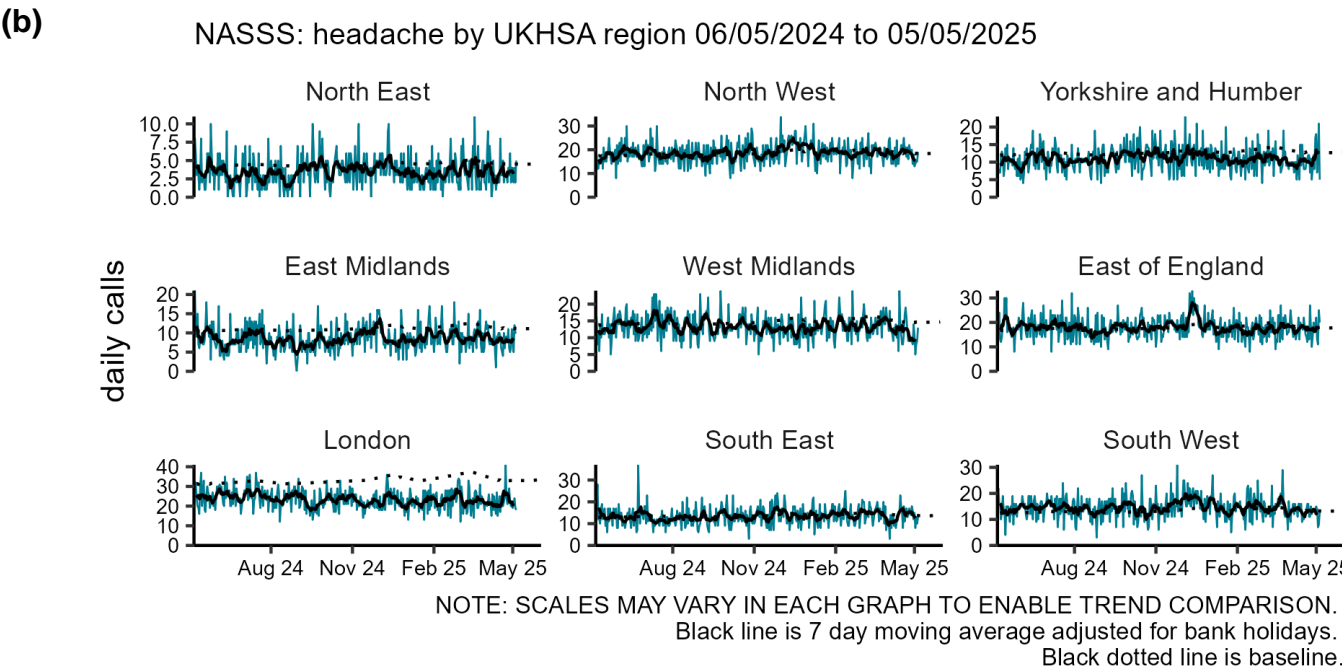 (b)
NASSS: headache by UKHSA region 06/05/2024 to 05/05/2025
North East
North West
Yorkshire and Humber
10.0
7.5
5.0
2.5
0.0
30
20
10
0
20
15
10
5
0
daily calls
East Midlands
West Midlands
East of England
20
15
10
5
0
20
15
10
5
0
30
20
10
0
London
South East
South West
40
30
20
10
0
30
20
10
0
30
20
10
0
Aug 24 Nov 24 Feb 25 May 25
Aug 24 Nov 24 Feb 25 May 25
Aug 24 Nov 24 Feb 25 May 25
NOTE: SCALES MAY VARY IN EACH GRAPH TO ENABLE TREND COMPARISON.
Black line is 7 day moving average adjusted for bank holidays.
Black dotted line is baseline.